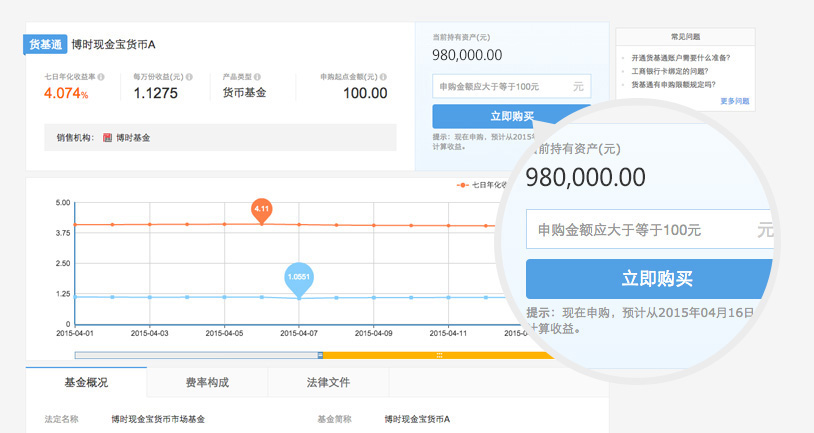 货基通 博时现金宝货币A
七日年化收益率
4.074%
每万份收益(元)
1.1275
产品类型
货币基金
申购起点金额(元)
100.00
销售机构： 博时基金
当前持有资产(元)
980,000.00
申购金额应大于等于100元 元
立即购买
提示：现在申购，预计从2015年
计算收益。
常见问题
开通货基通账户需要什么准备?
工商银行卡绑定的问题?
货基通有申购限额规定吗?
更多问题
前持有资产(元)
980,000.00
申购金额应大于等于100元 元
立即购买
提示：现在申购，预计从2015年04月16日
计算收益。
七日年化收
5.00
3.75
2.50
1.25
0
4.11
1.0551
2015-04-01 2015-04-03 2015-04-05 2015-04-07 2015-04-09 2015-04-11 2015-
基金概况 费率构成 法律文件
法定名称 博时现金宝货币市场基金 基金简称 博时现金宝货币A